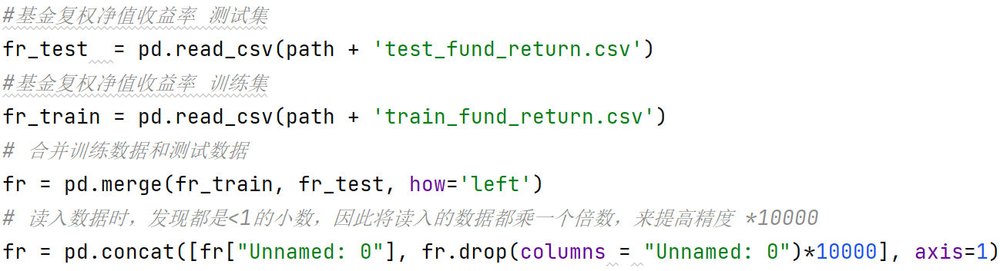 #基金复权净值收益率 测试集
fr_test  = pd.read_csv(path + 'test_fund_return.csv')
#基金复权净值收益率 训练集
fr_train = pd.read_csv(path + 'train_fund_return.csv')
# 合并训练数据和测试数据
fr = pd.merge(fr_train, fr_test, how='left')
# 读入数据时，发现都是<1的小数，因此将读入的数据都乘一个倍数，来提高精度 *10000
fr = pd.concat([fr["Unnamed: 0"], fr.drop(columns = "Unnamed: 0")*10000], axis=1)